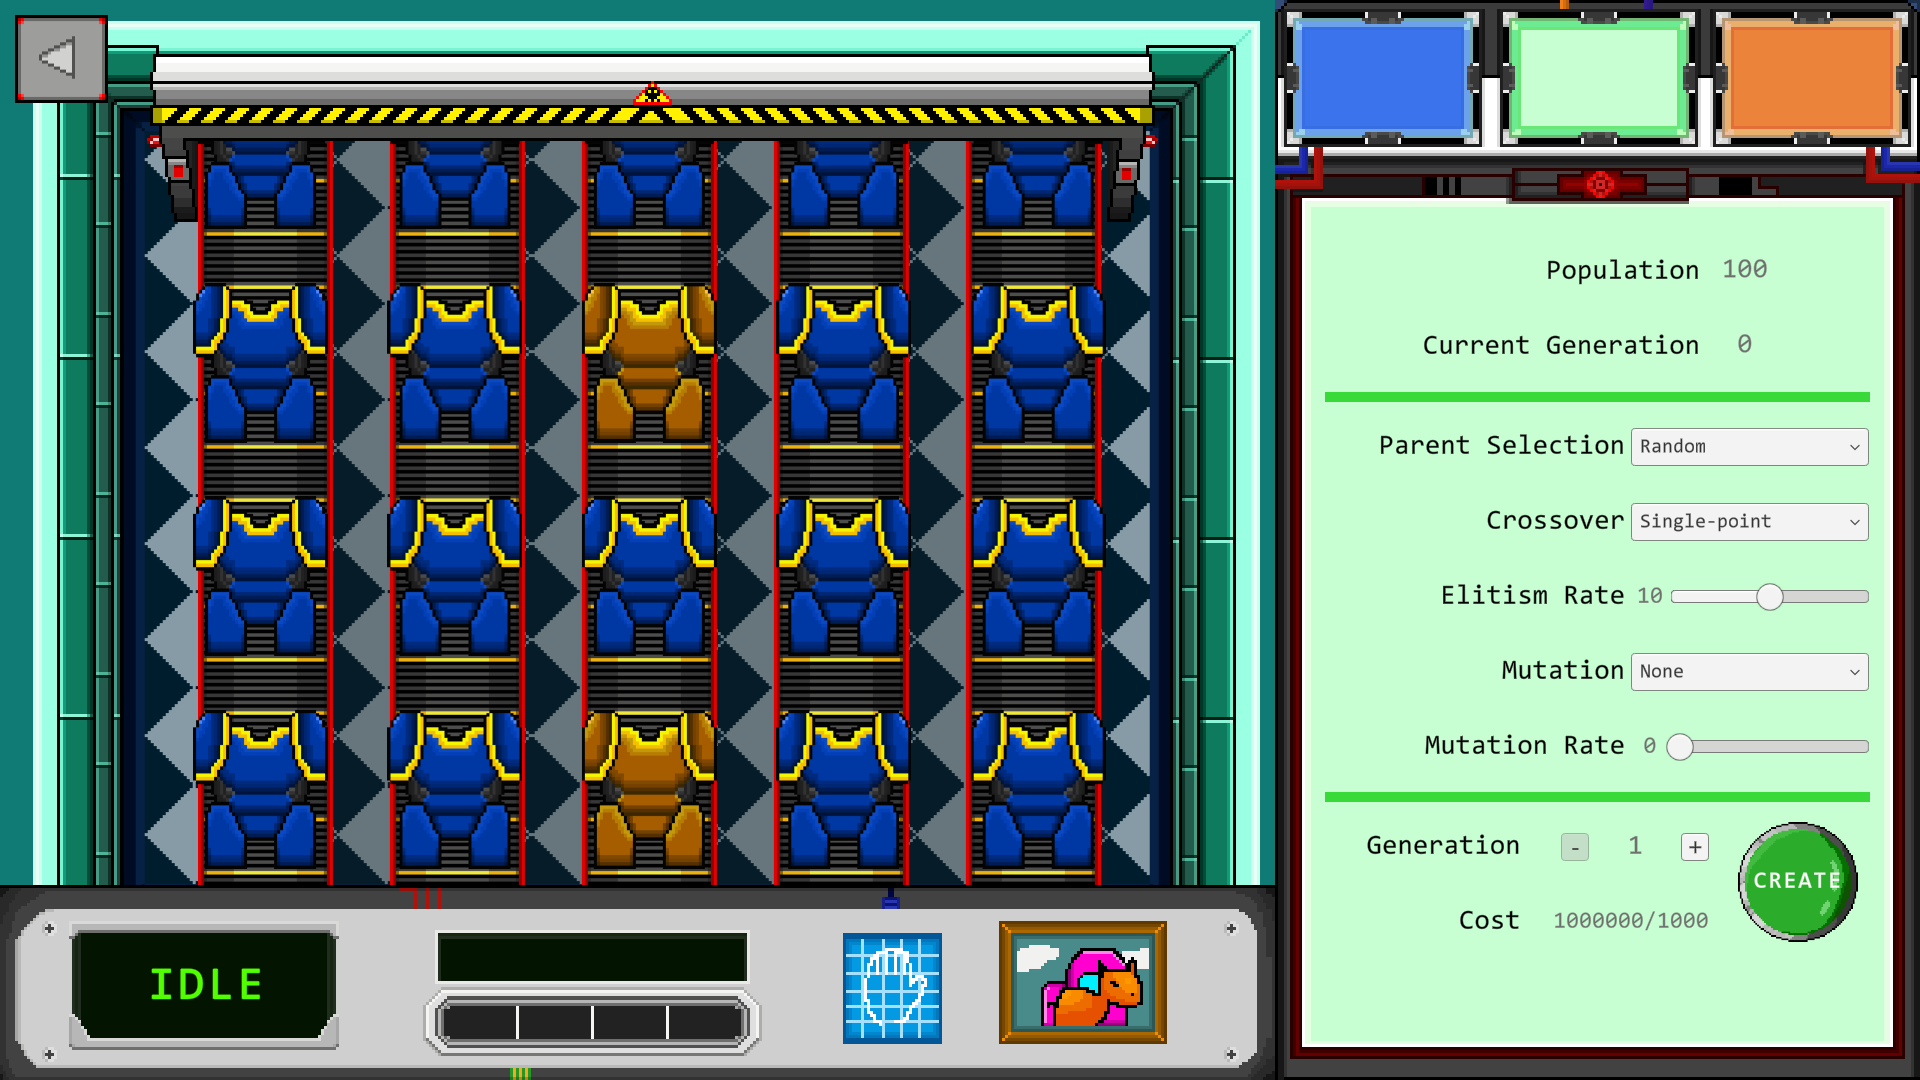 Population 100
Current Generation 0
Parent Selection Random
Crossover Single-point
Elitism Rate 10
Mutation None
Mutation Rate 0
Generation - 1 +
CREATE
Cost 1000000/1000
IDLE